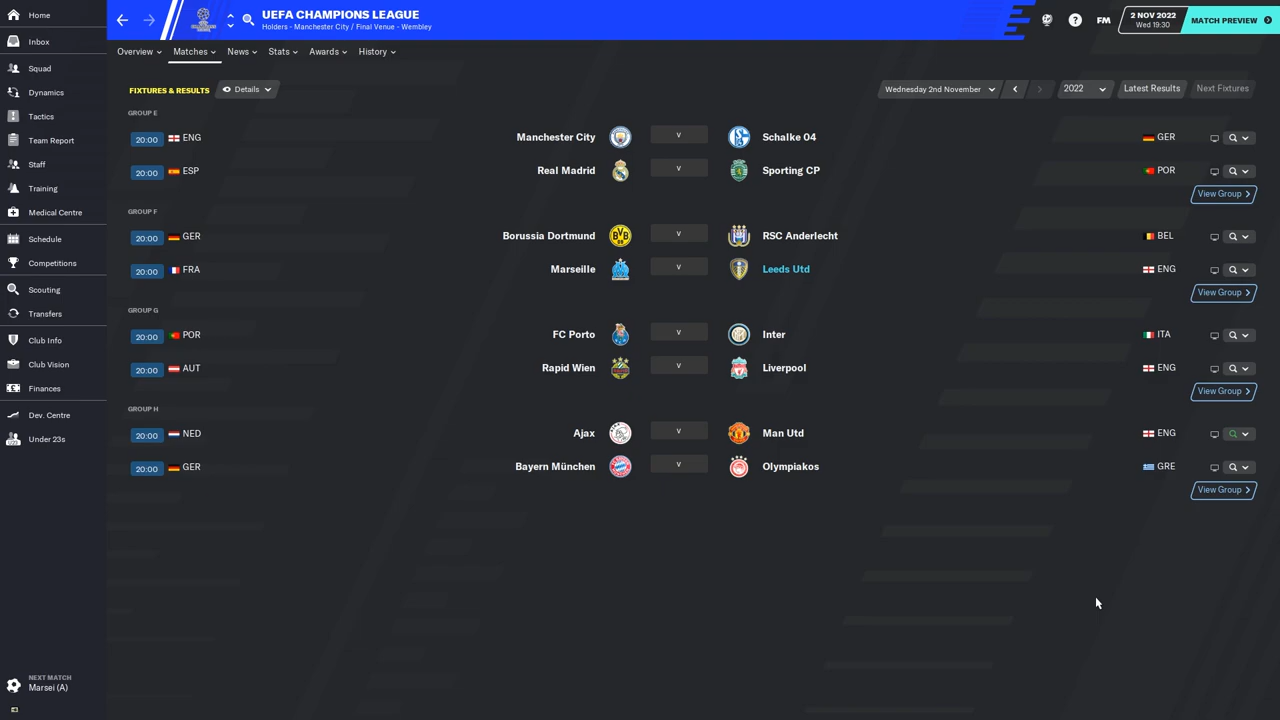 Home
Inbox
Squad
Dynamics
Tactics
Team Report
Staff
Training
Medical Centre
Schedule
Competitions
Scouting
Transfers
Club Info
Club Vision
Finances
Dev. Centre
Under 23s
NEXT MATCH
Marsei (A)
UEFA CHAMPIONS LEAGUE
Holders - Manchester City / Final Venue - Wembley
FM
2 NOV 2022
Wed 19:30
MATCH PREVIEW
Overview Matches News Stats Awards History
FIXTURES & RESULTS Details Wednesday 2nd November 2022 Latest Results Next Fixtures
GROUP E
20:00 ENG Manchester City v Schalke 04 GER
20:00 ESP Real Madrid v Sporting CP POR
View Group
GROUP F
20:00 GER Borussia Dortmund v RSC Anderlecht BEL
20:00 FRA Marseille v Leeds Utd ENG
View Group
GROUP G
20:00 POR FC Porto v Inter ITA
20:00 AUT Rapid Wien v Liverpool ENG
View Group
GROUP H
20:00 NED Ajax v Man Utd ENG
20:00 GER Bayern München v Olympiakos GRE
View Group